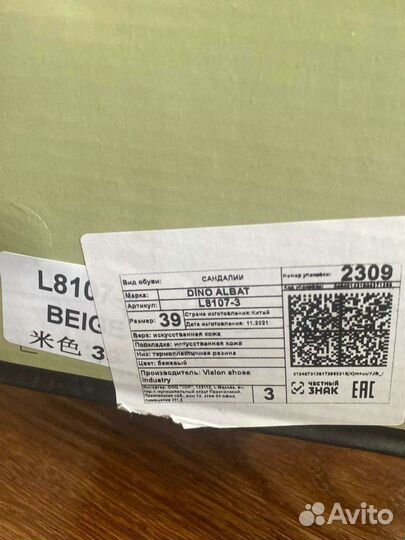 L8107
BEIG
米色 3
Вид обуви: САНДАЛИИ
Марка: DINO ALBAT
Артикул: L8107-3
Размер: 39
Страна изготовления: Китай
Дата изготовления: 11.2021
Верх: искусственная кожа
Подкладка: искусственная кожа
Низ: термопластичная резина
Цвет: бежевый
Производитель: Vision shoes
industry
3
Номер упаковки: 2309
ЧЕСТНЫЙ
ЗНАК
EAC
Avito